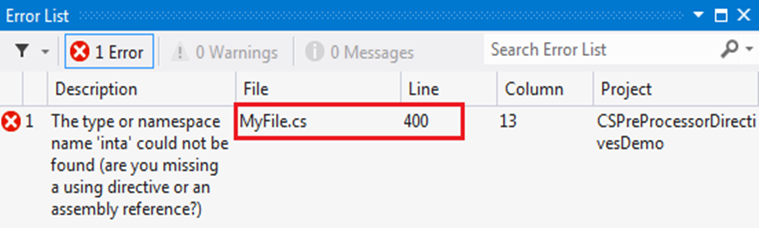 Error List
1 Error
0 Warnings
0 Messages
Search Error List
Description File Line Column Project
1 The type or namespace MyFile.cs 400 13 CSPreProcessorDirecti
name 'inta' could not be vesDemo
found (are you missing
a using directive or an
assembly reference?)